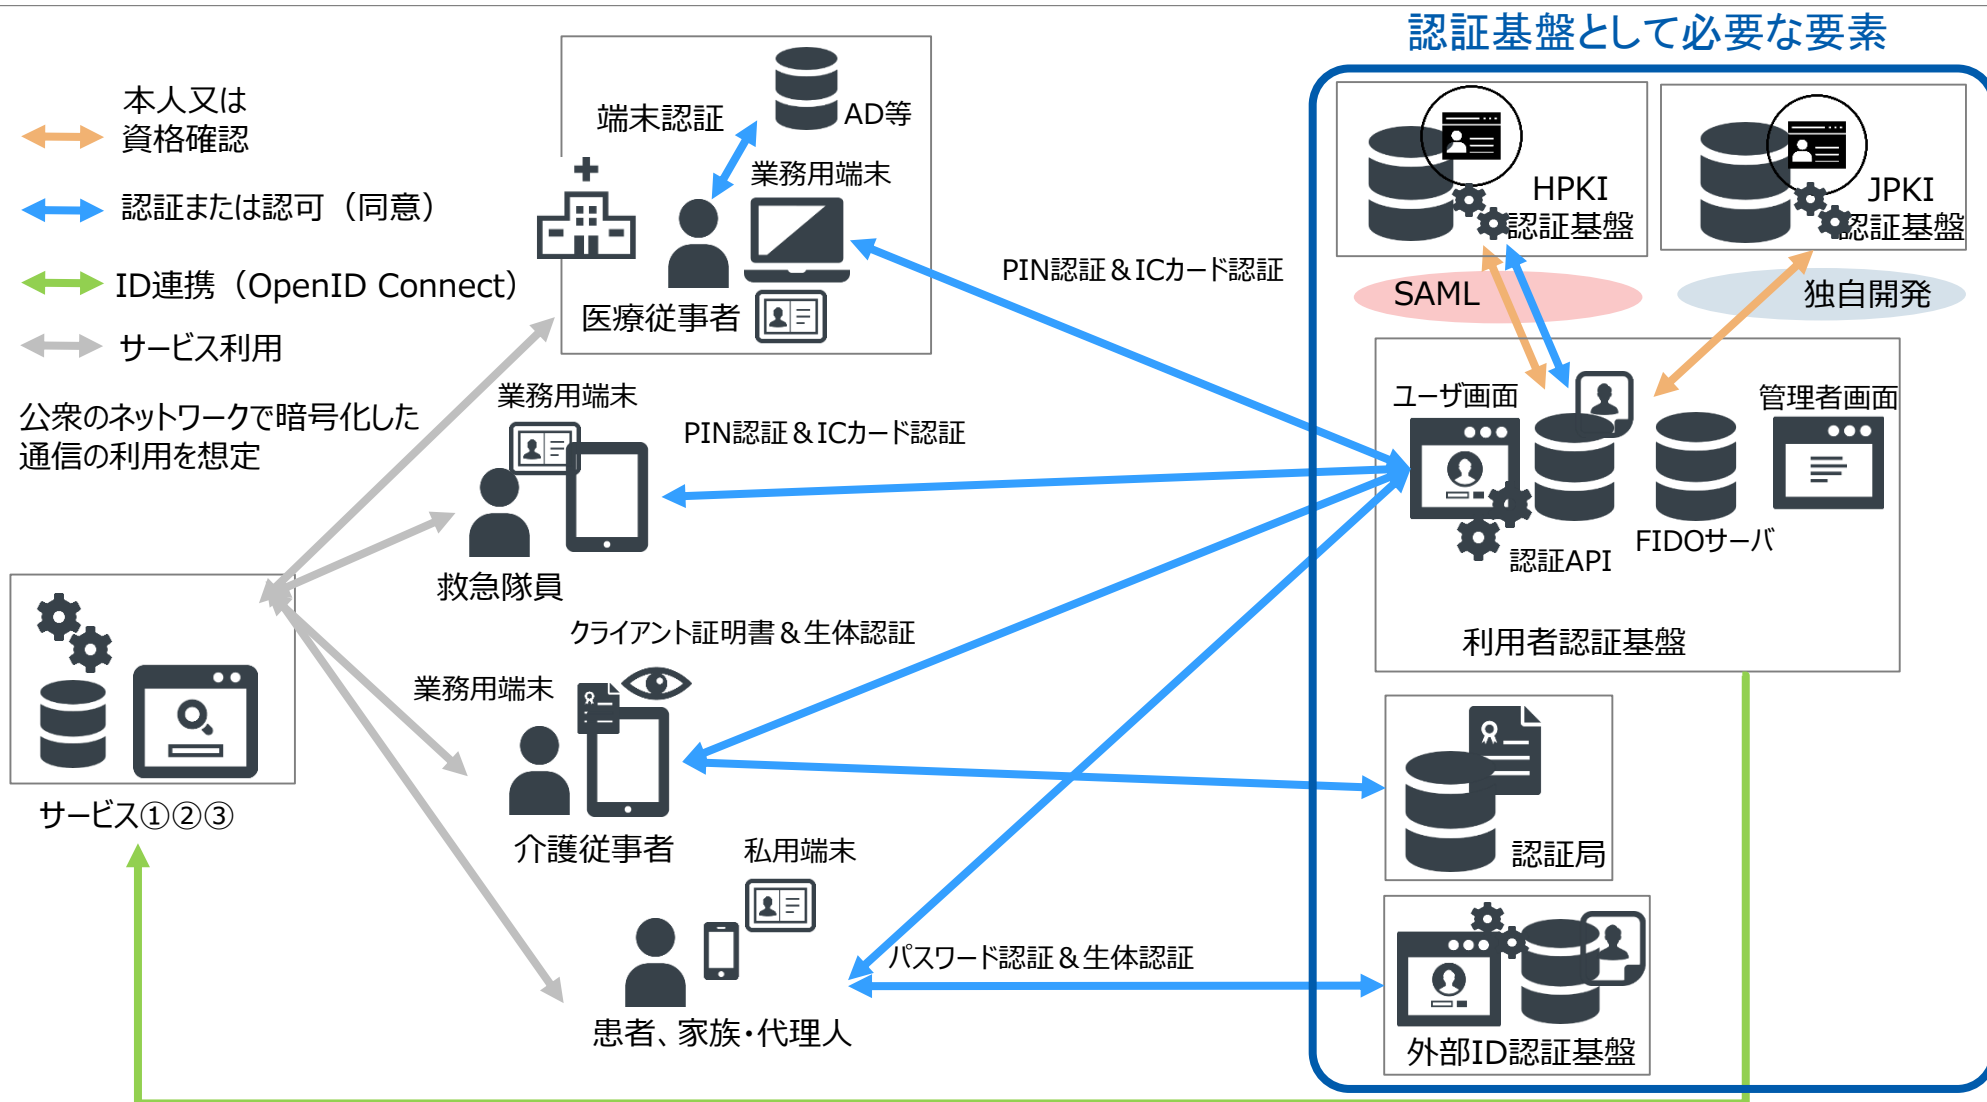 認証基盤として必要な要素
本人又は
資格確認
認証または認可（同意）
ID連携（OpenID Connect）
サービス利用
公衆のネットワークで暗号化した
通信の利用を想定
端末認証
AD等
業務用端末
医療従事者
業務用端末
救急隊員
PIN認証＆ICカード認証
PIN認証＆ICカード認証
クライアント証明書＆生体認証
業務用端末
介護従事者
私用端末
パスワード認証＆生体認証
患者、家族・代理人
サービス①②③
HPKI
認証基盤
JPKI
認証基盤
SAML
独自開発
ユーザ画面
管理者画面
認証API
FIDOサーバ
利用者認証基盤
認証局
外部ID認証基盤